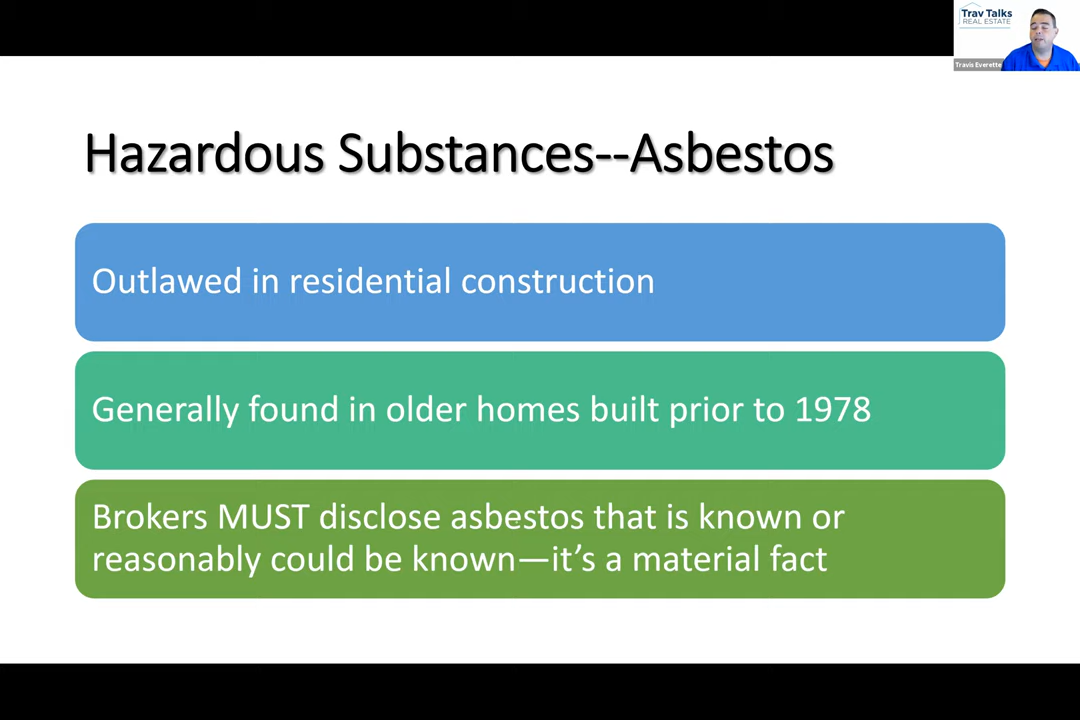 Trav Talks
REAL ESTATE
Travis Everette
Hazardous Substances--Asbestos
Outlawed in residential construction
Generally found in older homes built prior to 1978
Brokers MUST disclose asbestos that is known or
reasonably could be known—it's a material fact